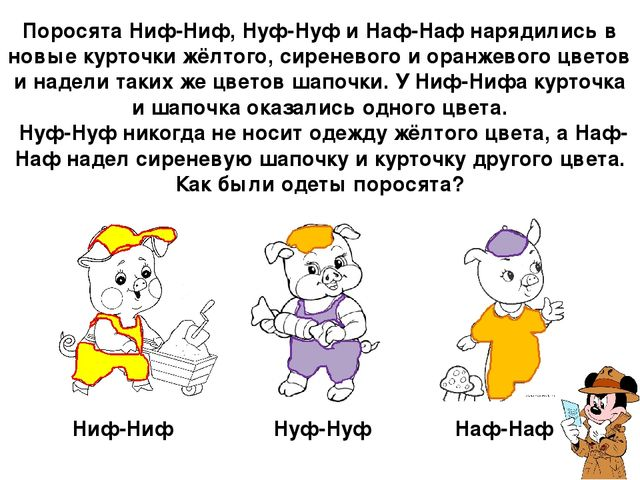 Поросята Ниф-Ниф, Нуф-Нуф и Наф-Наф нарядились в
новые курточки жёлтого, сиреневого и оранжевого цветов
и надели таких же цветов шапочки. У Ниф-Нифа курточка
и шапочка оказались одного цвета.
Нуф-Нуф никогда не носит одежду жёлтого цвета, а Наф-
Наф надел сиреневую шапочку и курточку другого цвета.
Как были одеты поросята?
Ниф-Ниф Нуф-Нуф Наф-Наф